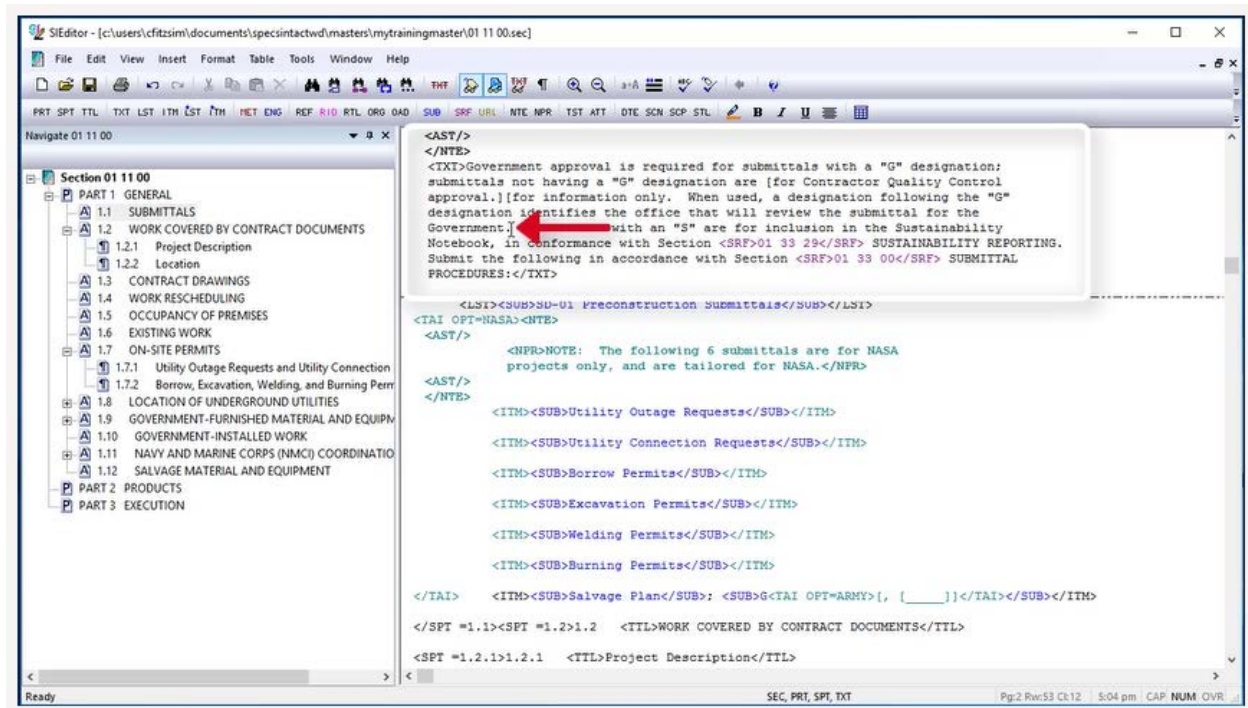 SIEditor - [c:\users\cfitzsim\documents\specsintactwd\masters\mytrainingmaster\01 11 00.sec]
File Edit View Insert Format Table Tools Window Help
PRT SPT TTL TXT LST ITM LST ITM MET ENG REF RID RTL ORG OAD SUB SRF URL NTE NPR TST ATT DTE SCN SCP STL B I U
Navigate 01 11 00
Section 01 11 00
PART 1 GENERAL
1.1 SUBMITTALS
1.2 WORK COVERED BY CONTRACT DOCUMENTS
1.2.1 Project Description
1.2.2 Location
1.3 CONTRACT DRAWINGS
1.4 WORK RESCHEDULING
1.5 OCCUPANCY OF PREMISES
1.6 EXISTING WORK
1.7 ON-SITE PERMITS
1.7.1 Utility Outage Requests and Utility Connection
1.7.2 Borrow, Excavation, Welding, and Burning Perm
1.8 LOCATION OF UNDERGROUND UTILITIES
1.9 GOVERNMENT-FURNISHED MATERIAL AND EQUIPM
1.10 GOVERNMENT-INSTALLED WORK
1.11 NAVY AND MARINE CORPS (NMCI) COORDINATIO
1.12 SALVAGE MATERIAL AND EQUIPMENT
PART 2 PRODUCTS
PART 3 EXECUTION
<AST/>
</NTE>
<TXT>Government approval is required for submittals with a "G" designation;
submittals not having a "G" designation are [for Contractor Quality Control
approval.][for information only. When used, a designation following the "G"
designation identifies the office that will review the submittal for the
Government. with an "S" are for inclusion in the Sustainability
Notebook, in conformance with Section <SRF>01 33 29</SRF> SUSTAINABILITY REPORTING.
Submit the following in accordance with Section <SRF>01 33 00</SRF> SUBMITTAL
PROCEDURES:</TXT>
<LST><SUB>SD-01 Preconstruction Submittals</SUB></LST>
<TAI OPT=NASA><NTE>
<AST/>
<NPR>NOTE: The following 6 submittals are for NASA
projects only, and are tailored for NASA.</NPR>
<AST/>
</NTE>
<ITM><SUB>Utility Outage Requests</SUB></ITM>
<ITM><SUB>Utility Connection Requests</SUB></ITM>
<ITM><SUB>Borrow Permits</SUB></ITM>
<ITM><SUB>Excavation Permits</SUB></ITM>
<ITM><SUB>Welding Permits</SUB></ITM>
<ITM><SUB>Burning Permits</SUB></ITM>
</TAI> <ITM><SUB>Salvage Plan</SUB>; <SUB>G<TAI OPT=ARMY>[, [_____]]</TAI></SUB></ITM>
</SPT =1.1><SPT =1.2>1.2 <TTL>WORK COVERED BY CONTRACT DOCUMENTS</TTL>
<SPT =1.2.1>1.2.1 <TTL>Project Description</TTL>
Ready SEC, PRT, SPT, TXT Pg:2 Rw:53 Cl:12 5:04 pm CAP NUM OVR